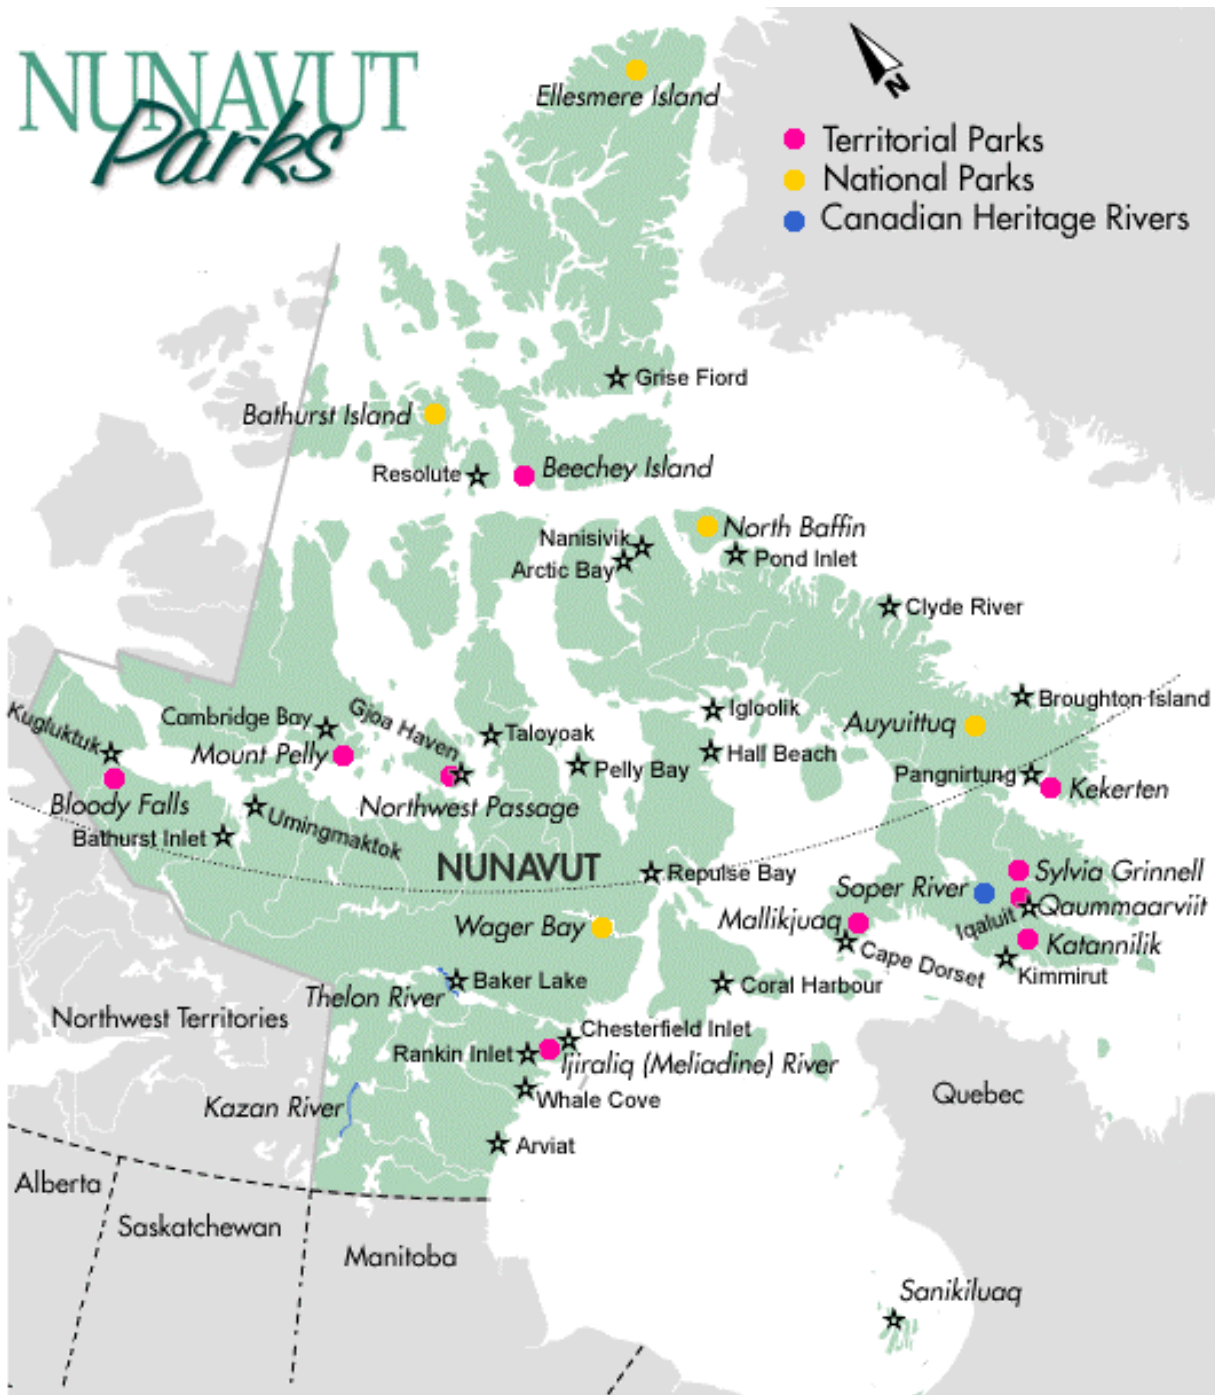 NUNAVUT
Parks
N
Territorial Parks
National Parks
Canadian Heritage Rivers
Ellesmere Island
Grise Fiord
Bathurst Island
Resolute
Beechey Island
North Baffin
Nanisivik
Arctic Bay
Pond Inlet
Clyde River
Broughton Island
Igloolik
Auyuittuq
Kugluktuk
Cambridge Bay
Gjoa Haven
Taloyoak
Mount Pelly
Pelly Bay
Hall Beach
Pangnirtung
Kekerten
Bloody Falls
Northwest Passage
Umingmaktok
Bathurst Inlet
NUNAVUT
Repulse Bay
Sylvia Grinnell
Soper River
Qaummaarviit
Iqaluit
Mallikjuaq
Wager Bay
Katannilik
Cape Dorset
Kimmirut
Baker Lake
Coral Harbour
Thelon River
Northwest Territories
Chesterfield Inlet
Rankin Inlet
Ijiraliq (Meliadine) River
Whale Cove
Kazan River
Quebec
Arviat
Alberta
Saskatchewan
Manitoba
Sanikiluaq